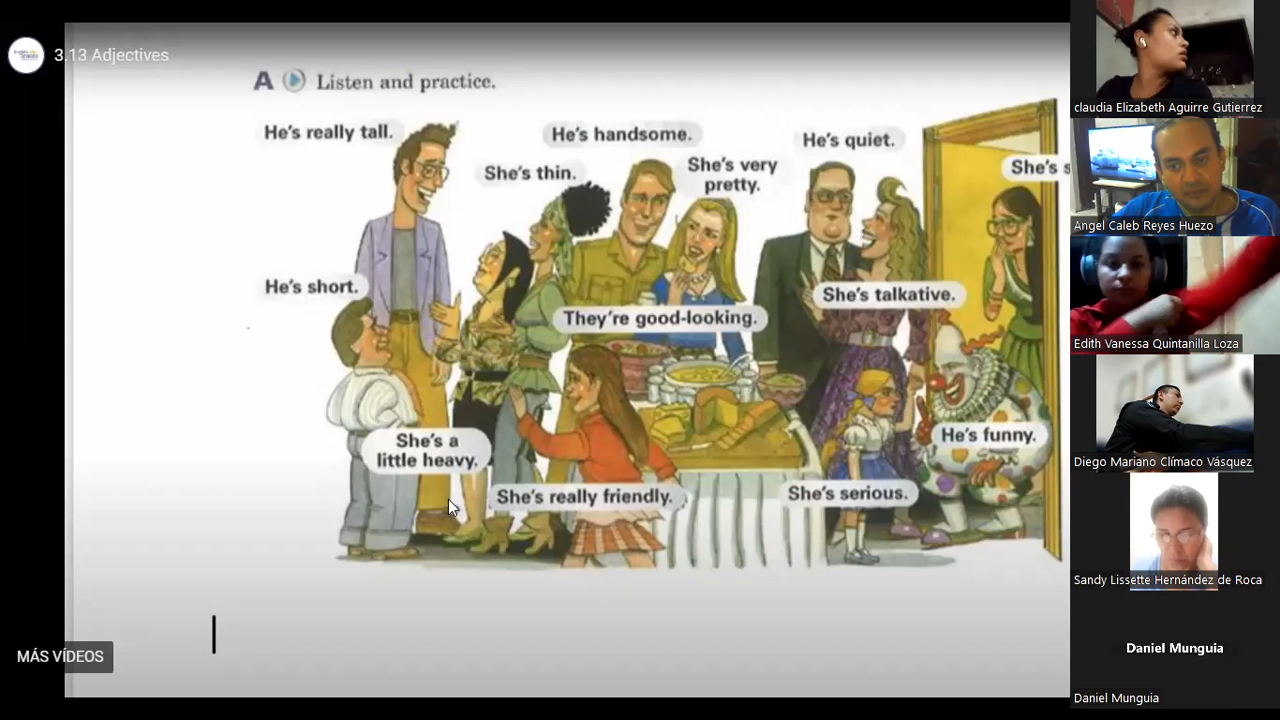 3.13 Adjectives
A Listen and practice.
He's really tall.
He's handsome.
He's quiet.
She's thin.
She's very
pretty.
She's s
He's short.
They're good-looking.
She's talkative.
She's a
little heavy.
She's really friendly.
She's serious.
He's funny.
MÁS VÍDEOS
claudia Elizabeth Aguirre Gutierrez
Angel Caleb Reyes Huezo
Edith Vanessa Quintanilla Loza
Diego Mariano Clímaco Vásquez
Sandy Lissette Hernández de Roca
Daniel Munguia
Daniel Munguia